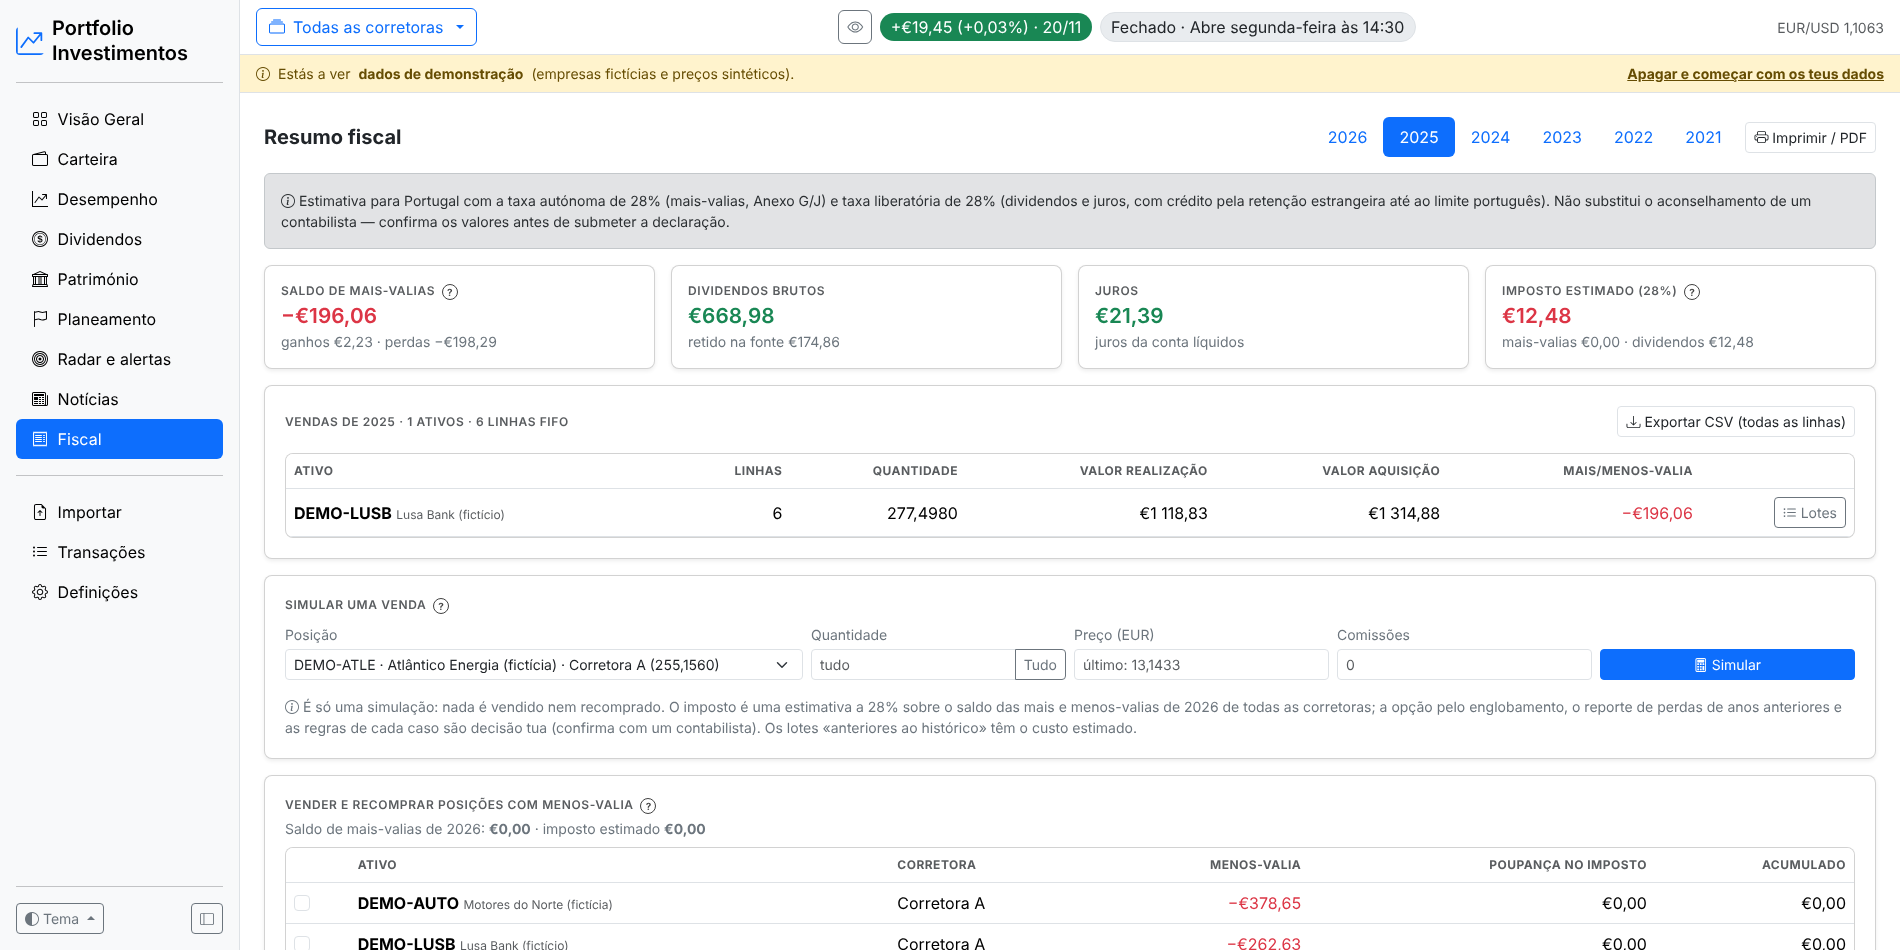 Portfolio
Investimentos
Visão Geral
Carteira
Desempenho
Dividendos
Património
Planeamento
Radar e alertas
Notícias
Fiscal
Importar
Transações
Definições
Tema
Todas as corretoras
+€19,45 (+0,03%) · 20/11
Fechado · Abre segunda-feira às 14:30
EUR/USD 1,1063
Estás a ver dados de demonstração (empresas fictícias e preços sintéticos).
Apagar e começar com os teus dados
Resumo fiscal
2026 2025 2024 2023 2022 2021
Imprimir / PDF
Estimativa para Portugal com a taxa autónoma de 28% (mais-valias, Anexo G/J) e taxa liberatória de 28% (dividendos e juros, com crédito pela retenção estrangeira até ao limite português). Não substitui o aconselhamento de um
contabilista — confirma os valores antes de submeter a declaração.
SALDO DE MAIS-VALIAS ?
−€196,06
ganhos €2,23 · perdas −€198,29
DIVIDENDOS BRUTOS
€668,98
retido na fonte €174,86
JUROS
€21,39
juros da conta líquidos
IMPOSTO ESTIMADO (28%) ?
€12,48
mais-valias €0,00 · dividendos €12,48
VENDAS DE 2025 · 1 ATIVOS · 6 LINHAS FIFO
Exportar CSV (todas as linhas)
ATIVO LINHAS QUANTIDADE VALOR REALIZAÇÃO VALOR AQUISIÇÃO MAIS/MENOS-VALIA
DEMO-LUSB Lusa Bank (fictício) 6 277,4980 €1 118,83 €1 314,88 −€196,06 Lotes
SIMULAR UMA VENDA ?
Posição Quantidade Preço (EUR) Comissões
DEMO-ATLE · Atlântico Energia (fictícia) · Corretora A (255,1560) tudo Tudo último: 13,1433 0 Simular
É só uma simulação: nada é vendido nem recomprado. O imposto é uma estimativa a 28% sobre o saldo das mais e menos-valias de 2026 de todas as corretoras; a opção pelo englobamento, o reporte de perdas de anos anteriores e
as regras de cada caso são decisão tua (confirma com um contabilista). Os lotes «anteriores ao histórico» têm o custo estimado.
VENDER E RECOMPRAR POSIÇÕES COM MENOS-VALIA ?
Saldo de mais-valias de 2026: €0,00 · imposto estimado €0,00
ATIVO CORRETORA MENOS-VALIA POUPANÇA NO IMPOSTO ACUMULADO
DEMO-AUTO Motores do Norte (fictícia) Corretora A −€378,65 €0,00 €0,00
DEMO-LUSB Lusa Bank (fictício) Corretora A −€262,63 €0,00 €0,00